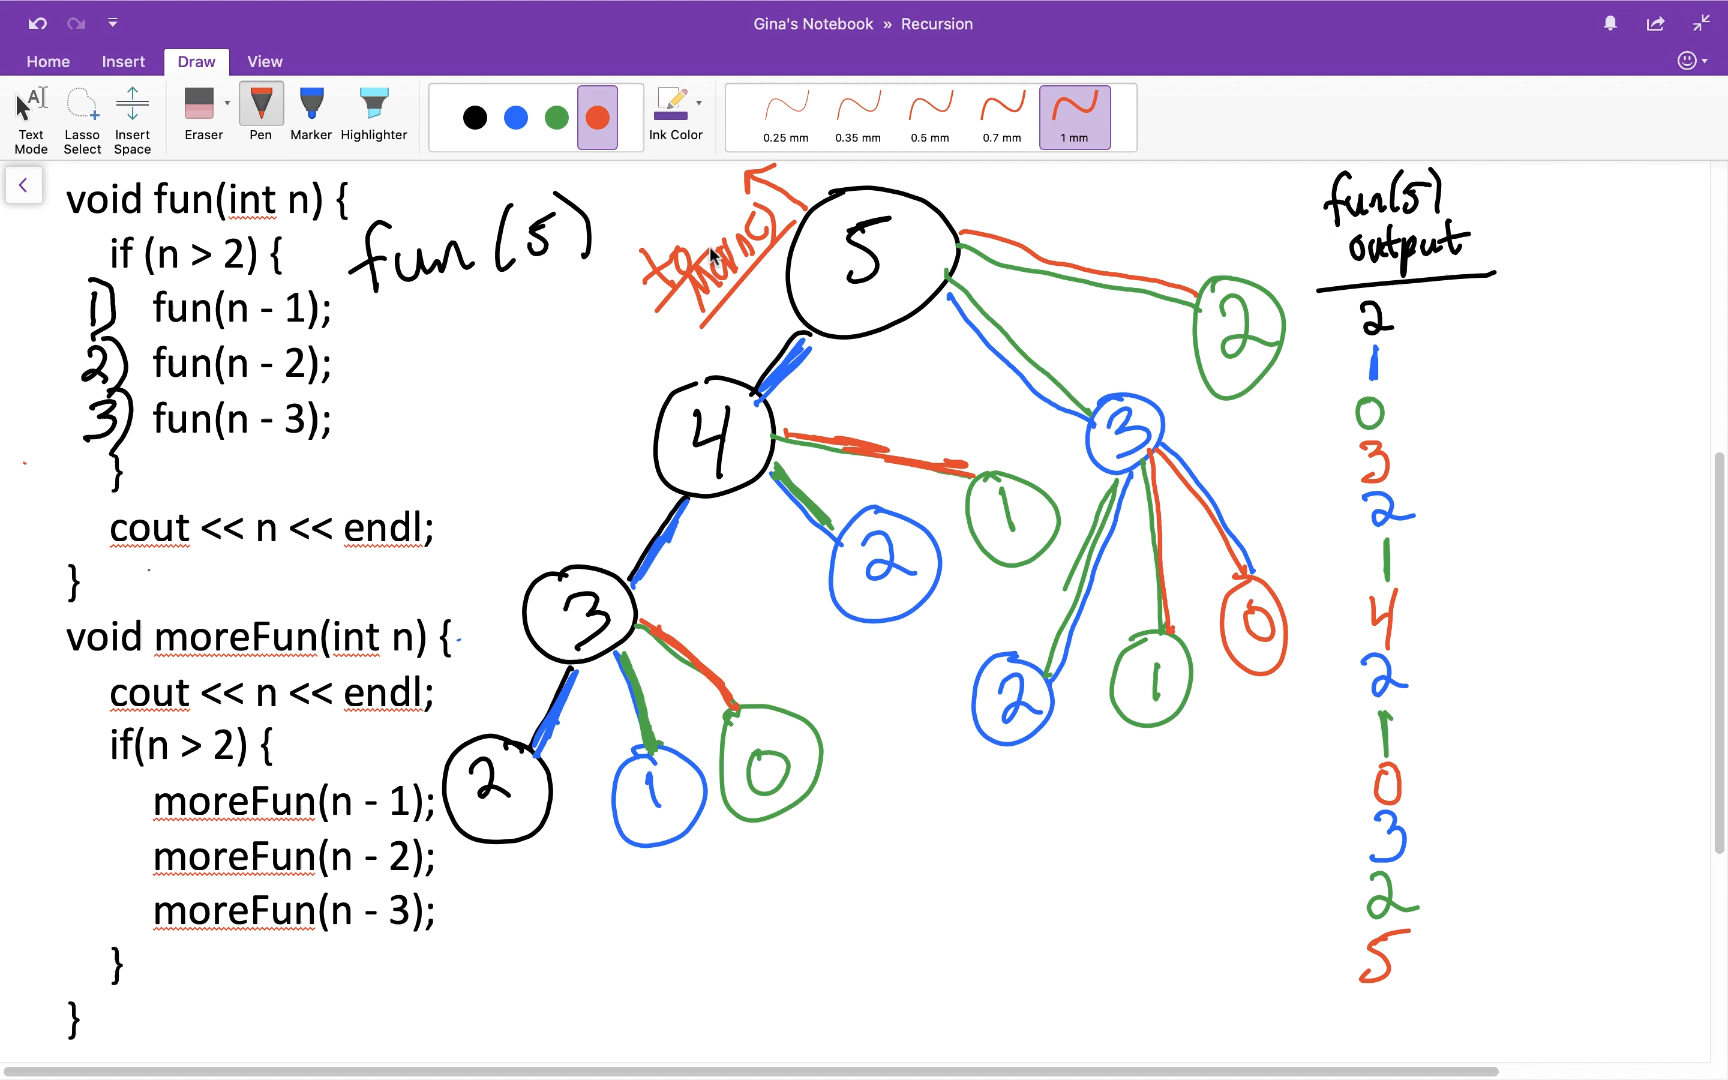 Gina's Notebook » Recursion
Home Insert Draw View
Text Mode
Lasso Select
Insert Space
Eraser
Pen
Marker
Highlighter
Ink Color
0.25 mm
0.35 mm
0.5 mm
0.7 mm
1 mm
void fun(int n) {
if (n > 2) {
1) fun(n - 1);
2) fun(n - 2);
3) fun(n - 3);
}
cout << n << endl;
}
void moreFun(int n) {
cout << n << endl;
if(n > 2) {
moreFun(n - 1);
moreFun(n - 2);
moreFun(n - 3);
}
}
fun(5)
to main()
5
2
4
3
1
2
3
2
1
0
2
1
0
fun(5)
output
2
1
0
3
2
1
4
2
1
0
3
2
5